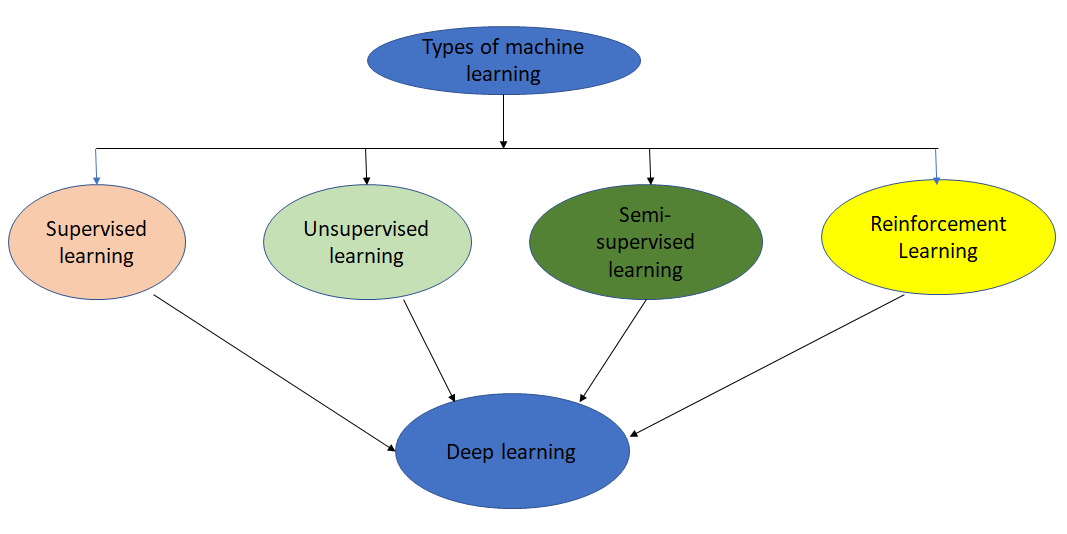 Types of machine
learning
Supervised
learning
Unsupervised
learning
Semi-
supervised
learning
Reinforcement
Learning
Deep learning